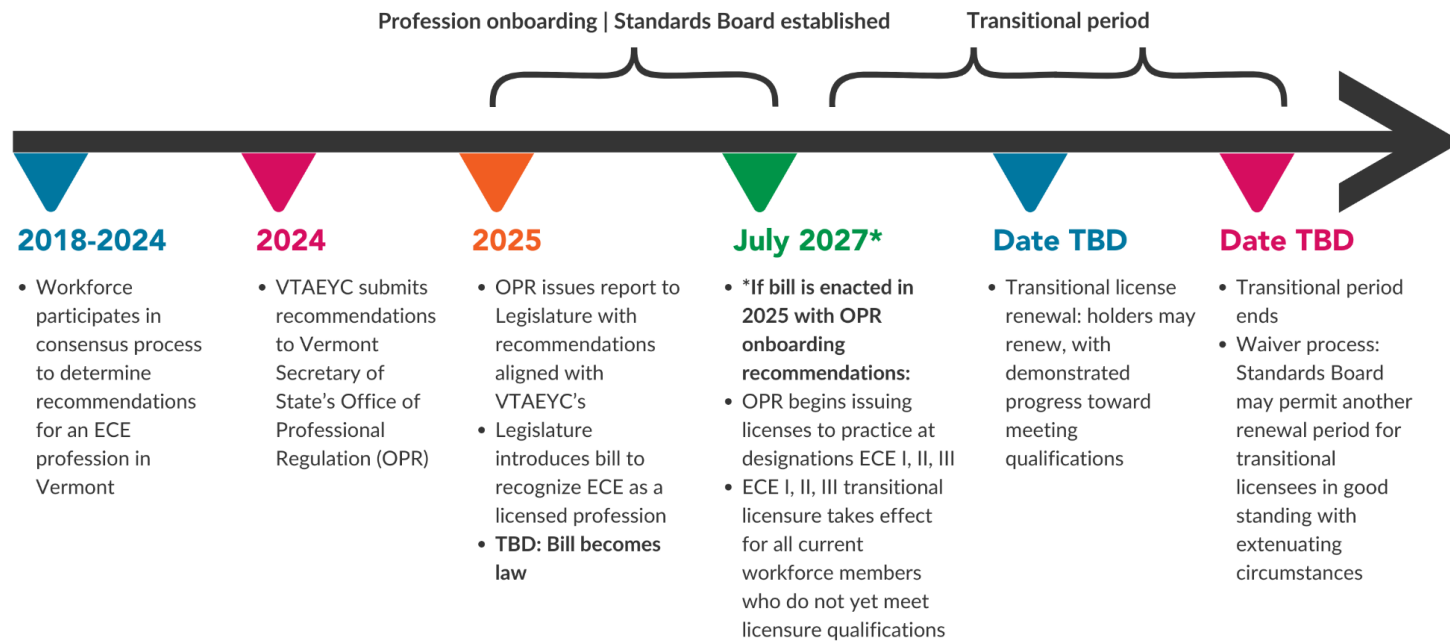 Profession onboarding | Standards Board established
Transitional period
2018-2024
• Workforce
participates in
consensus process
to determine
recommendations
for an ECE
profession in
Vermont
2024
• VTAEYC submits
recommendations
to Vermont
Secretary of
State’s Office of
Professional
Regulation (OPR)
2025
• OPR issues report to
Legislature with
recommendations
aligned with
VTAEYC’s
• Legislature
introduces bill to
recognize ECE as a
licensed profession
• TBD: Bill becomes
law
July 2027*
• *If bill is enacted in
2025 with OPR
onboarding
recommendations:
• OPR begins issuing
licenses to practice at
designations ECE I, II, III
• ECE I, II, III transitional
licensure takes effect
for all current
workforce members
who do not yet meet
licensure qualifications
Date TBD
• Transitional license
renewal: holders may
renew, with
demonstrated
progress toward
meeting
qualifications
Date TBD
• Transitional period
ends
• Waiver process:
Standards Board
may permit another
renewal period for
transitional
licensees in good
standing with
extenuating
circumstances